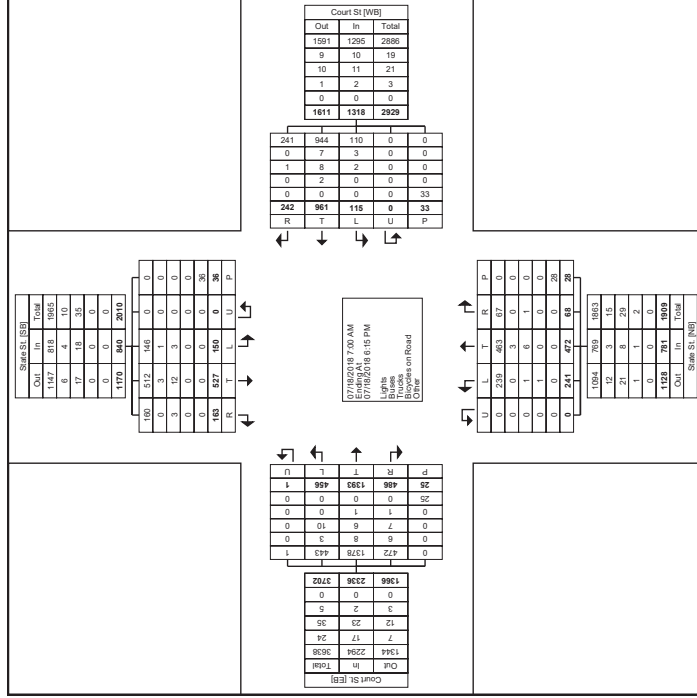 Court St [WB]
Out In Total
1591 1295 2886
9 10 19
10 11 21
1 2 3
0 0 0
1611 1318 2929
241 944 110 0 0
0 7 3 0 0
1 8 2 0 0
0 2 0 0 0
0 0 0 0 33
242 961 115 0 33
R T L U P
State St. [SB]
Out In Total
1147 818 1965
6 4 10
17 18 35
0 0 0
0 0 0
1170 840 2010
160 512 146 0 0
0 3 1 0 0
3 12 3 0 0
0 0 0 0 0
0 0 0 0 36
163 527 150 0 36
R T L U P
07/18/2018 7:00 AM
Ending At
07/18/2018 6:15 PM
Lights
Buses
Trucks
Bicycles on Road
Other
U L T R P
0 239 463 67 0
0 0 3 0 0
0 1 6 1 0
0 1 0 0 0
0 0 0 0 28
0 241 472 68 28
1094 769 1863
12 3 15
21 8 29
1 1 2
0 0 0
1128 781 1909
Out In Total
State St. [NB]
U L T R P
1 456 1393 486 25
0 0 0 0 25
0 0 1 1 0
0 10 6 7 0
0 3 8 6 0
1 443 1378 472 0
3702 2336 1366
0 0 0
5 2 3
35 23 12
24 17 7
3638 2294 1344
Total In Out
Court St. [EB]